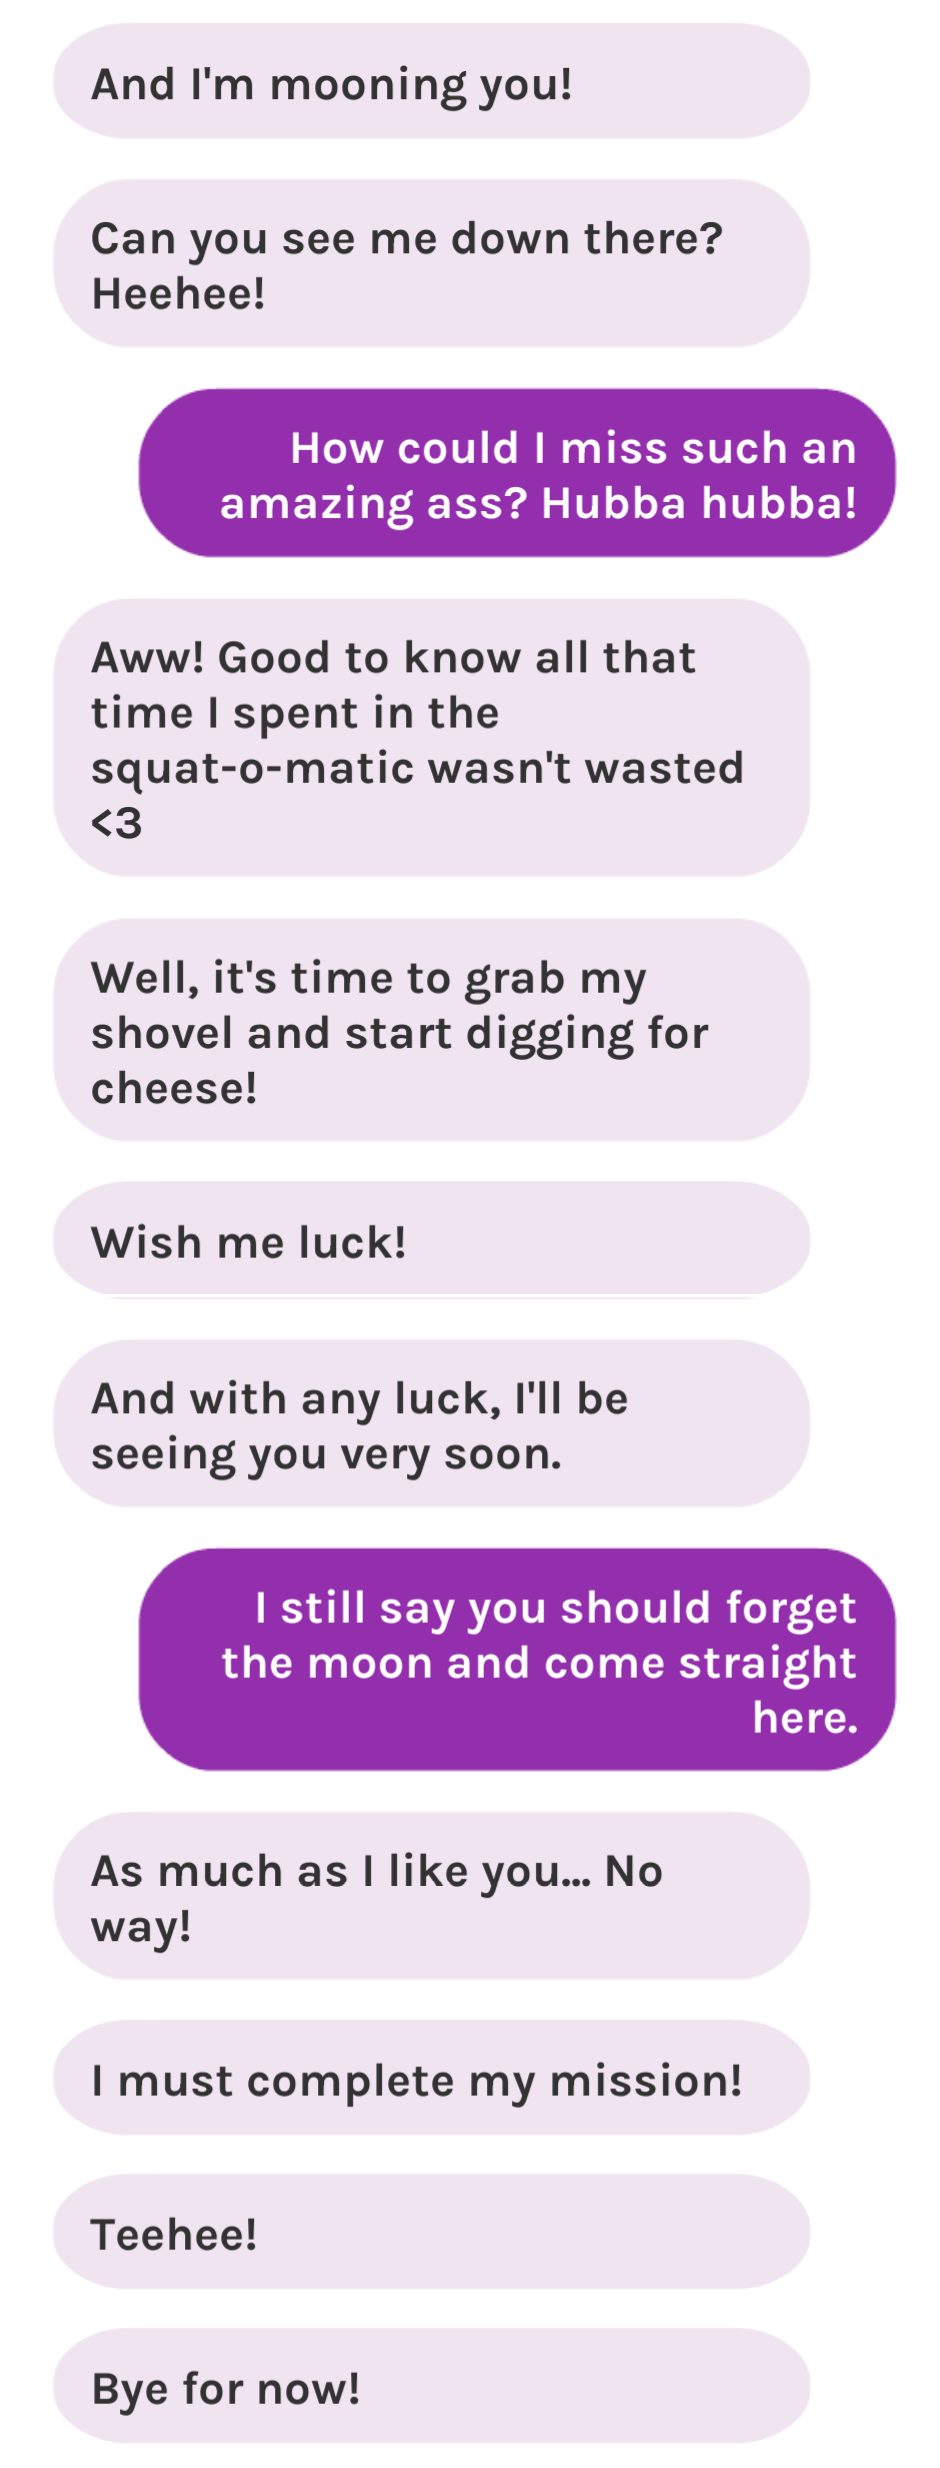 And I'm mooning you!
Can you see me down there?
Heehee!
How could I miss such an
amazing ass? Hubba hubba!
Aww! Good to know all that
time I spent in the
squat-o-matic wasn't wasted
<3
Well, it's time to grab my
shovel and start digging for
cheese!
Wish me luck!
And with any luck, I'll be
seeing you very soon.
I still say you should forget
the moon and come straight
here.
As much as I like you... No
way!
I must complete my mission!
Teehee!
Bye for now!